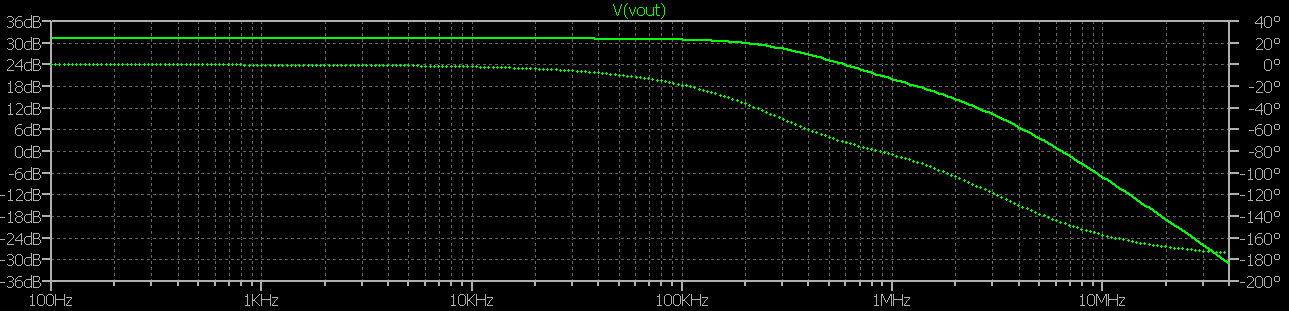 V(vout)
36dB 40°
30dB 20°
24dB 0°
18dB -20°
12dB -40°
6dB -60°
0dB -80°
-6dB -100°
-12dB -120°
-18dB -140°
-24dB -160°
-30dB -180°
-36dB -200°
100Hz 1KHz 10KHz 100KHz 1MHz 10MHz